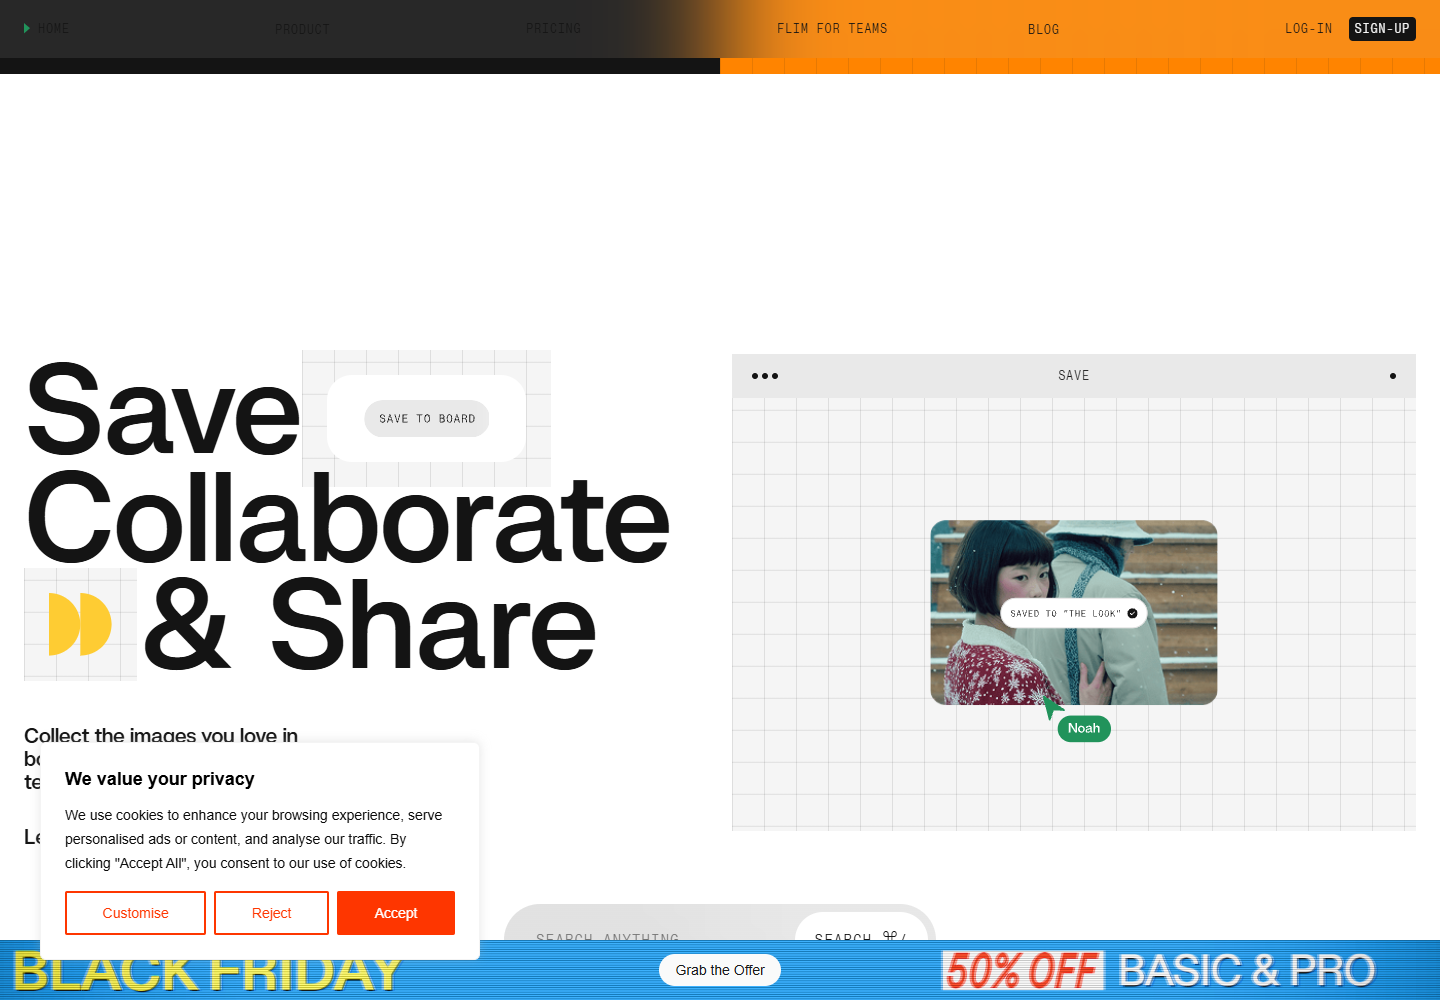 HOME PRODUCT PRICING FLIM FOR TEAMS BLOG LOG-IN SIGN-UP
Save
SAVE TO BOARD
Collaborate
& Share
SAVE
SAVED TO "THE LOOK"
Noah
Collect the images you love in
We value your privacy
We use cookies to enhance your browsing experience, serve
personalised ads or content, and analyse our traffic. By
clicking "Accept All", you consent to our use of cookies.
Customise Reject Accept
SEARCH ANYTHING SEARCH ⌘/
BLACK FRIDAY Grab the Offer 50% OFF BASIC & PRO